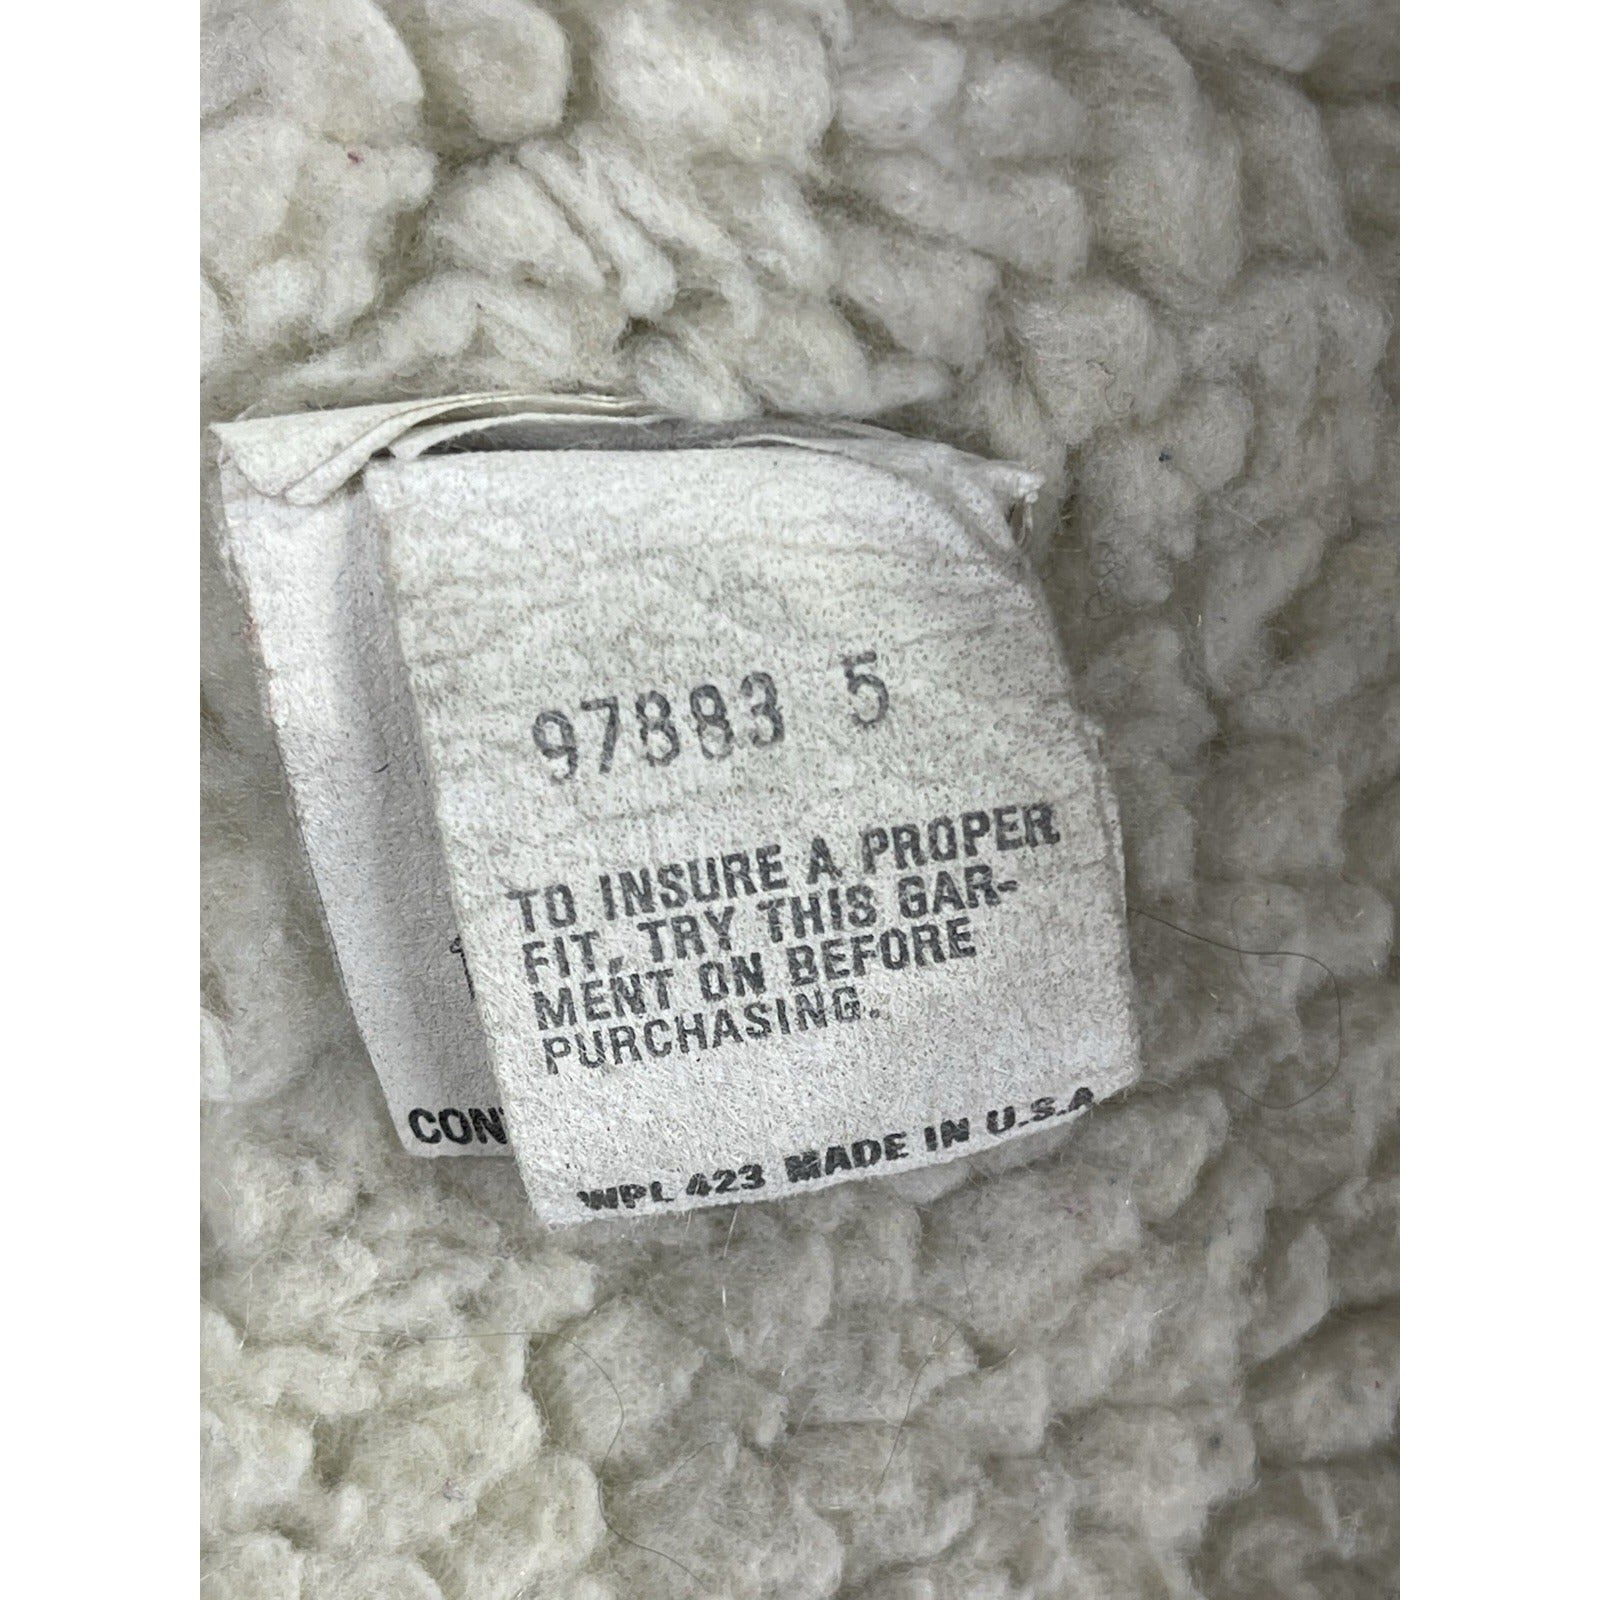 97883 5
TO INSURE A PROPER
FIT, TRY THIS GAR-
MENT ON BEFORE
PURCHASING.
CON
WPL 423 MADE IN U.S.A